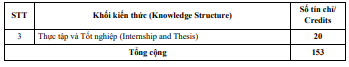 STT Khối kiến thức (Knowledge Structure) Số tín chỉ/
Credits
3 Thực tập và Tốt nghiệp (Internship and Thesis) 20
Tổng cộng 153